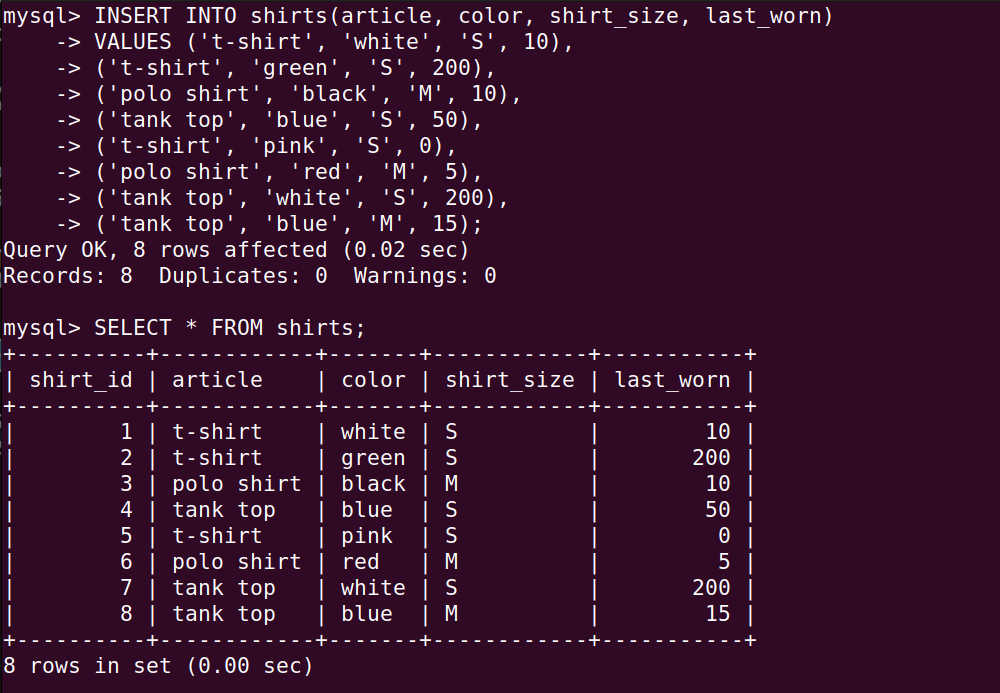 mysql> INSERT INTO shirts(article, color, shirt_size, last_worn)
    -> VALUES ('t-shirt', 'white', 'S', 10),
    -> ('t-shirt', 'green', 'S', 200),
    -> ('polo shirt', 'black', 'M', 10),
    -> ('tank top', 'blue', 'S', 50),
    -> ('t-shirt', 'pink', 'S', 0),
    -> ('polo shirt', 'red', 'M', 5),
    -> ('tank top', 'white', 'S', 200),
    -> ('tank top', 'blue', 'M', 15);
Query OK, 8 rows affected (0.02 sec)
Records: 8  Duplicates: 0  Warnings: 0

mysql> SELECT * FROM shirts;
+----------+------------+-------+------------+-----------+
| shirt_id | article    | color | shirt_size | last_worn |
+----------+------------+-------+------------+-----------+
|        1 | t-shirt    | white | S          |        10 |
|        2 | t-shirt    | green | S          |       200 |
|        3 | polo shirt | black | M          |        10 |
|        4 | tank top   | blue  | S          |        50 |
|        5 | t-shirt    | pink  | S          |         0 |
|        6 | polo shirt | red   | M          |         5 |
|        7 | tank top   | white | S          |       200 |
|        8 | tank top   | blue  | M          |        15 |
+----------+------------+-------+------------+-----------+
8 rows in set (0.00 sec)